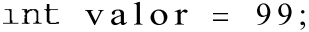 int valor = 99;